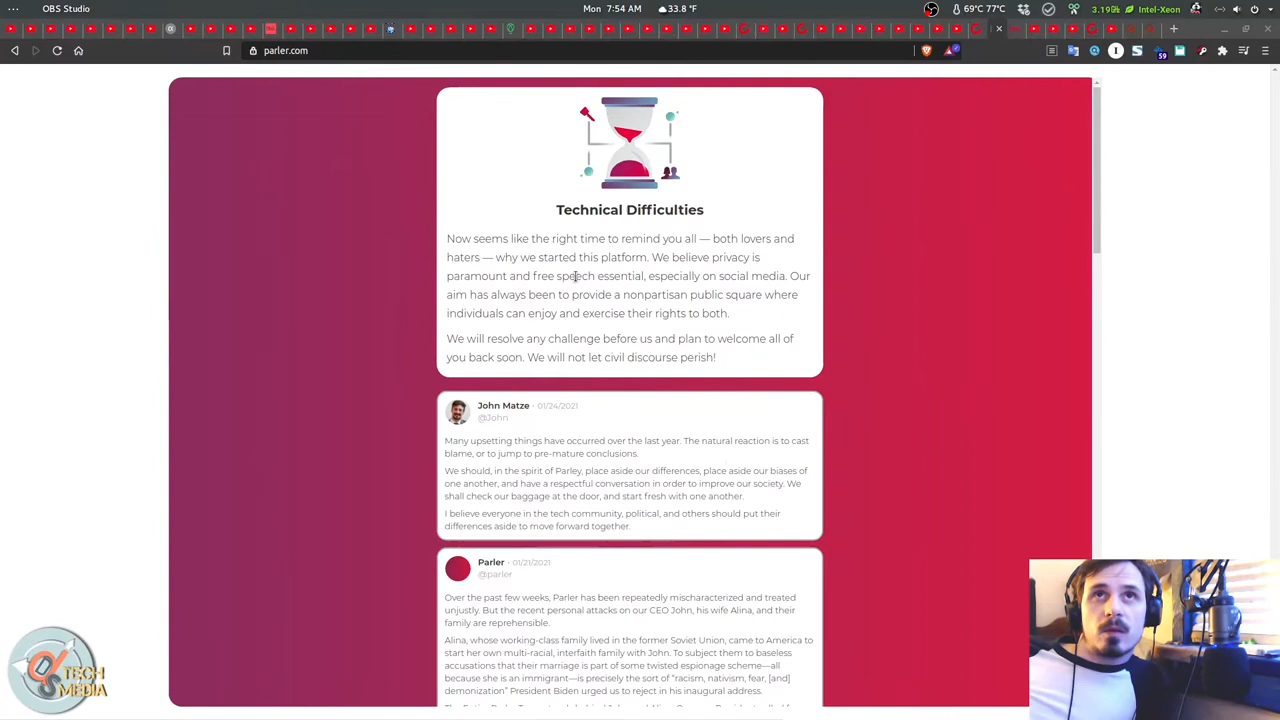 OBS Studio
Mon : 7:54 AM
33.8 °F
69°C 77°C
3.19%
Intel-Xeon
parler.com
59
Technical Difficulties
Now seems like the right time to remind you all — both lovers and
haters — why we started this platform. We believe privacy is
paramount and free speech essential, especially on social media. Our
aim has always been to provide a nonpartisan public square where
individuals can enjoy and exercise their rights to both.
We will resolve any challenge before us and plan to welcome all of
you back soon. We will not let civil discourse perish!
John Matze - 01/24/2021
@John
Many upsetting things have occurred over the last year. The natural reaction is to cast
blame, or to jump to pre-mature conclusions.
We should, in the spirit of Parley, place aside our differences, place aside our biases of
one another, and have a respectful conversation in order to improve our society. We
shall check our baggage at the door, and start fresh with one another.
I believe everyone in the tech community, political, and others should put their
differences aside to move forward together.
Parler - 01/21/2021
@parler
Over the past few weeks, Parler has been repeatedly mischaracterized and treated
unjustly. But the recent personal attacks on our CEO John, his wife Alina, and their
family are reprehensible.
Alina, whose working-class family lived in the former Soviet Union, came to America to
start her own multi-racial, interfaith family with John. To subject them to baseless
accusations that their marriage is part of some twisted espionage scheme—all
because she is an immigrant—is precisely the sort of "racism, nativism, fear, [and]
demonization" President Biden urged us to reject in his inaugural address.
TECH
MEDIA